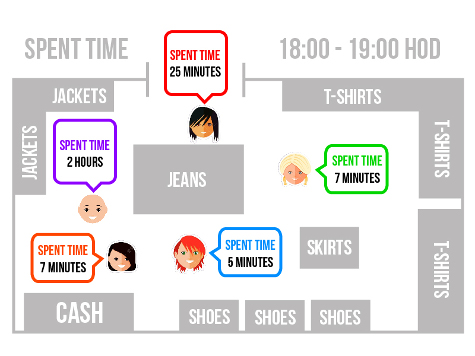 SPENT TIME
18:00 - 19:00 HOD
SPENT TIME
25 MINUTES
JACKETS
T-SHIRTS
JACKETS
T-SHIRTS
SPENT TIME
2 HOURS
JEANS
SPENT TIME
7 MINUTES
SPENT TIME
7 MINUTES
SPENT TIME
5 MINUTES
SKIRTS
T-SHIRTS
CASH
SHOES
SHOES
SHOES